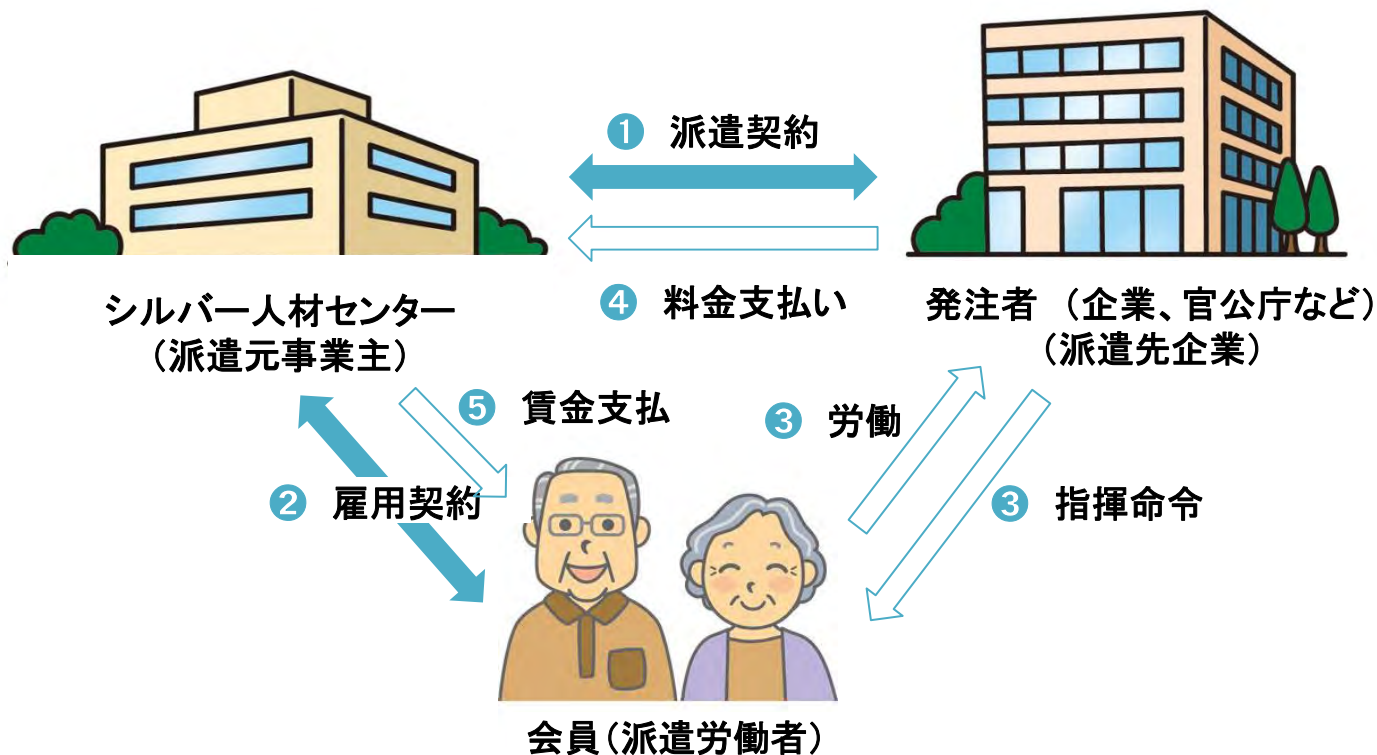 ❶ 派遣契約
❹ 料金支払い
シルバー人材センター
（派遣元事業主）
発注者 （企業、官公庁など）
（派遣先企業）
❺ 賃金支払
❸ 労働
❷ 雇用契約
❸ 指揮命令
会員（派遣労働者）